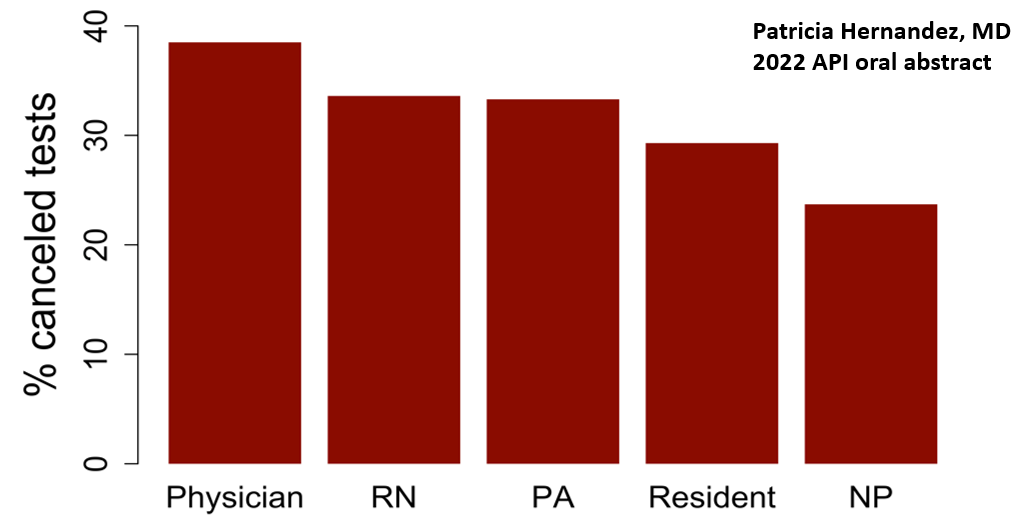 Patricia Hernandez, MD
2022 API oral abstract
% canceled tests
40
30
20
10
0
Physician RN PA Resident NP